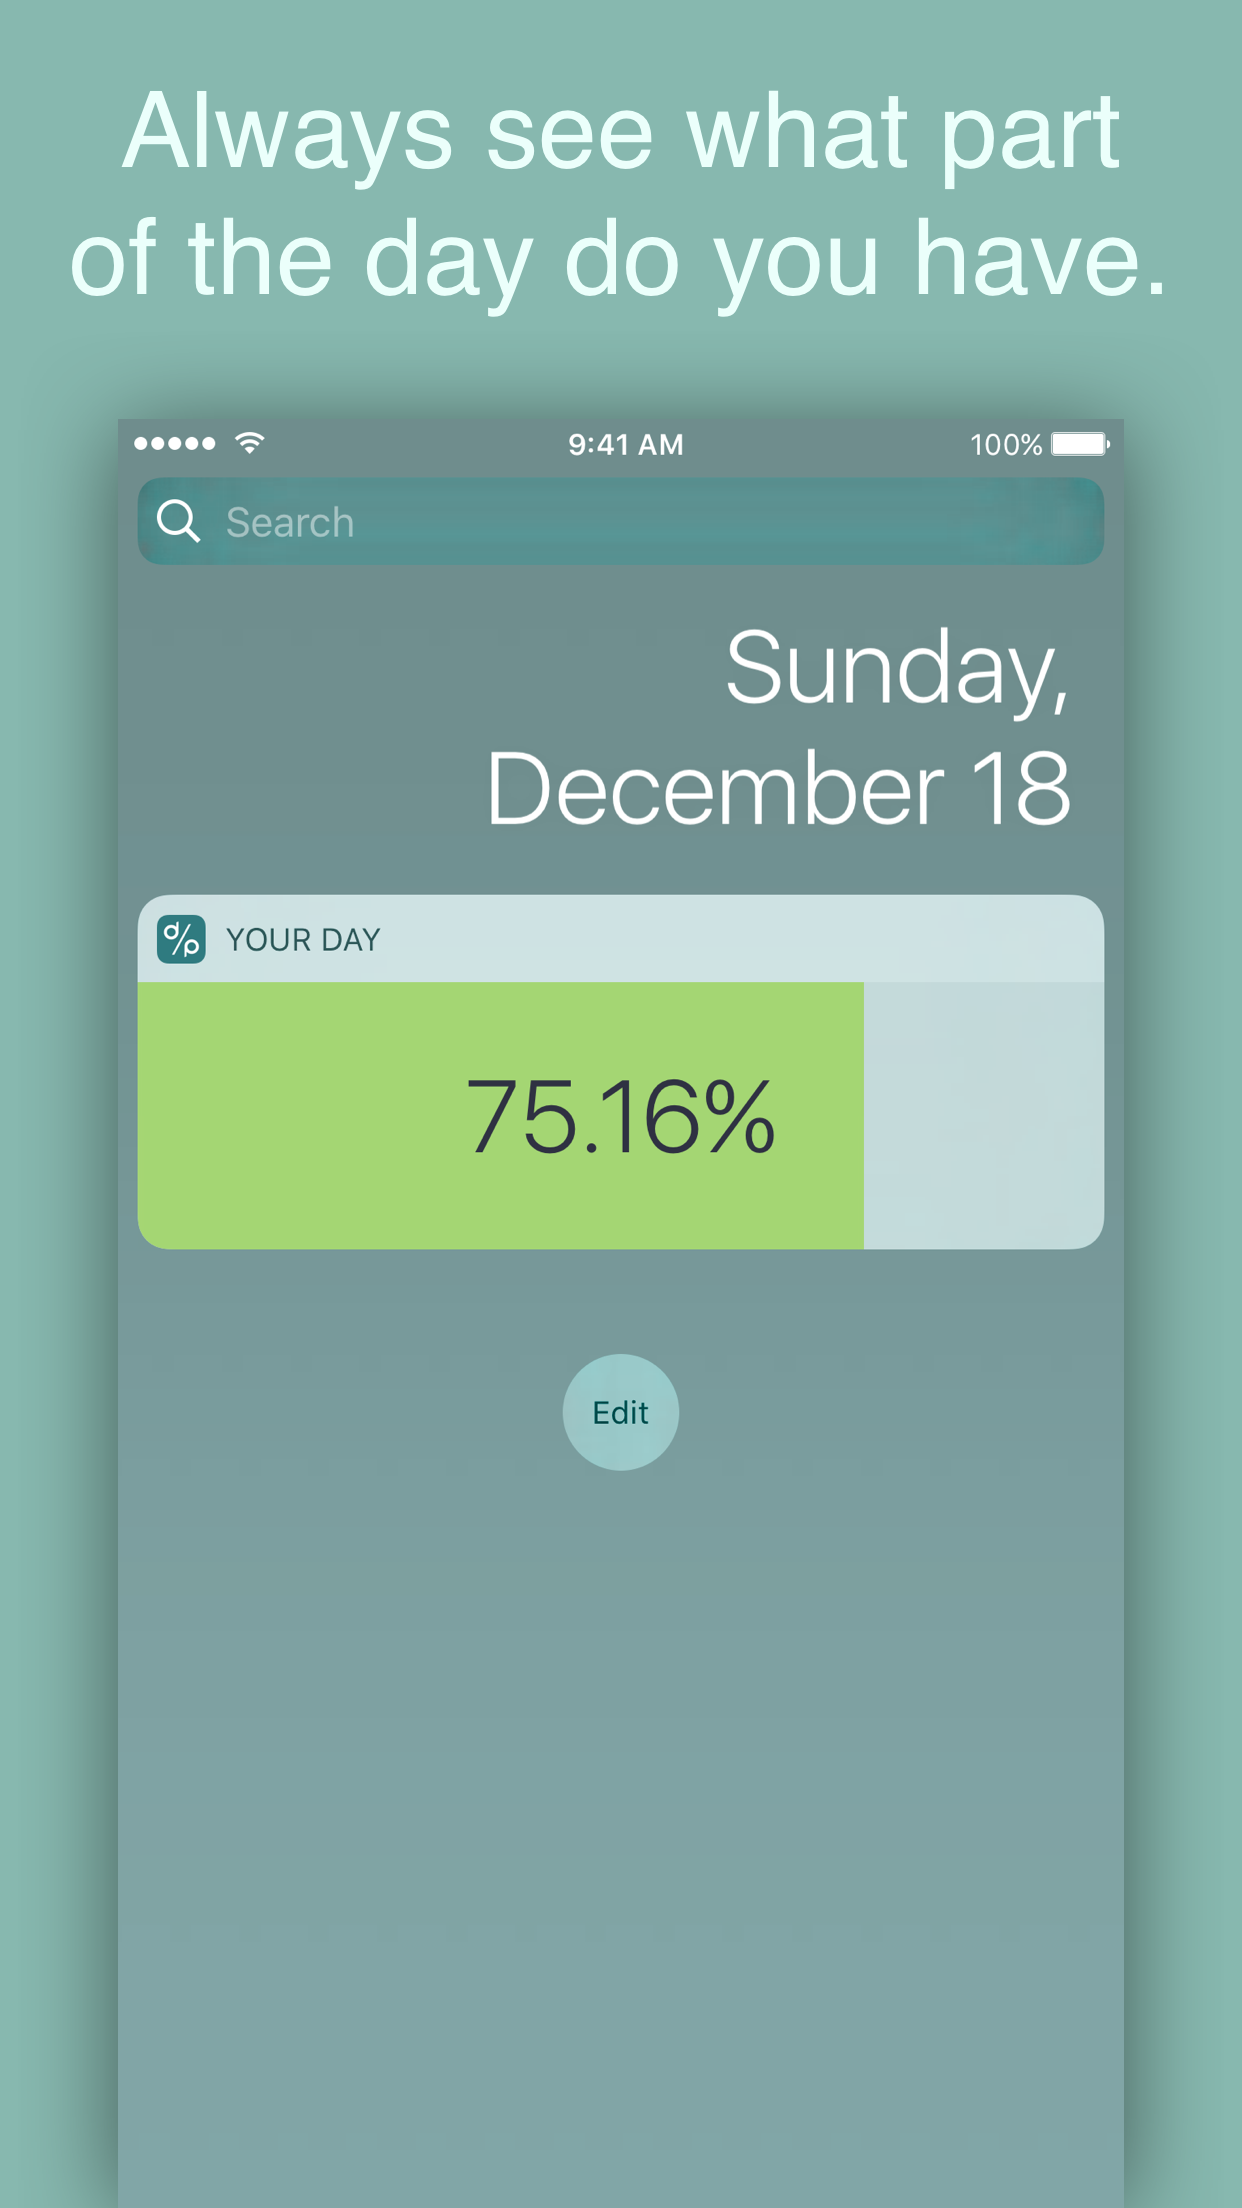 Always see what part
of the day do you have.
9:41 AM
100%
Search
Sunday,
December 18
d/p
YOUR DAY
75.16%
Edit